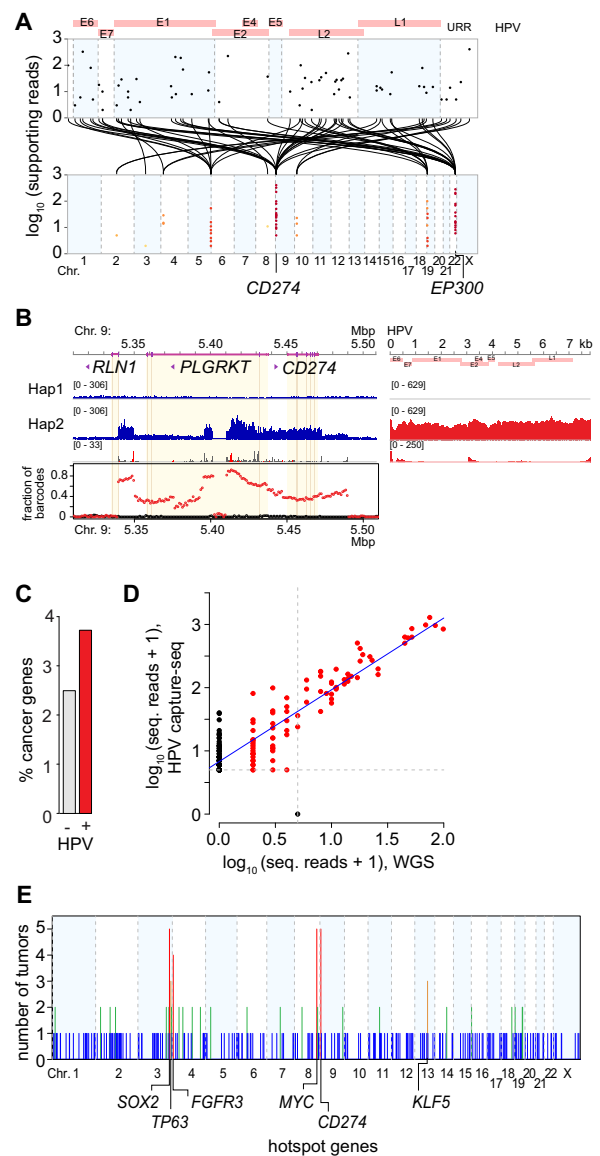 A
E6 E1 E4 E5 L1
E7 E2 L2 URR HPV
3
2
1
0
log10 (supporting reads)
3
2
1
0
1 2 3 4 5 6 7 8 9 10 11 12 13 14 15 16 18 20 22 X
Chr. 17 19 21
CD274 EP300
B
Chr. 9: 5.35 5.40 5.45 Mbp
HPV
0 1 2 3 4 5 6 7 kb
E6 E1 E4 E5 L1
E7 E2 L2
RLN1 PLGRKT CD274
Hap1 [0 - 306] [0 - 629]
Hap2 [0 - 306] [0 - 629]
[0 - 33] [0 - 250]
fraction of barcodes
0.8
0.4
0
Chr. 9: 5.35 5.40 5.45 5.50
Mbp
C
% cancer genes
4
3
2
1
0
- +
HPV
D
log10 (seq. reads + 1),
HPV capture-seq
3
2
1
0
0.0 0.5 1.0 1.5 2.0
log10 (seq. reads + 1), WGS
E
number of tumors
5
4
3
2
1
0
Chr. 1 2 3 4 5 6 7 8 9 10 11 12 13 14 15 16 18 20 22 X
17 19 21
SOX2 FGFR3 MYC KLF5
TP63 CD274
hotspot genes